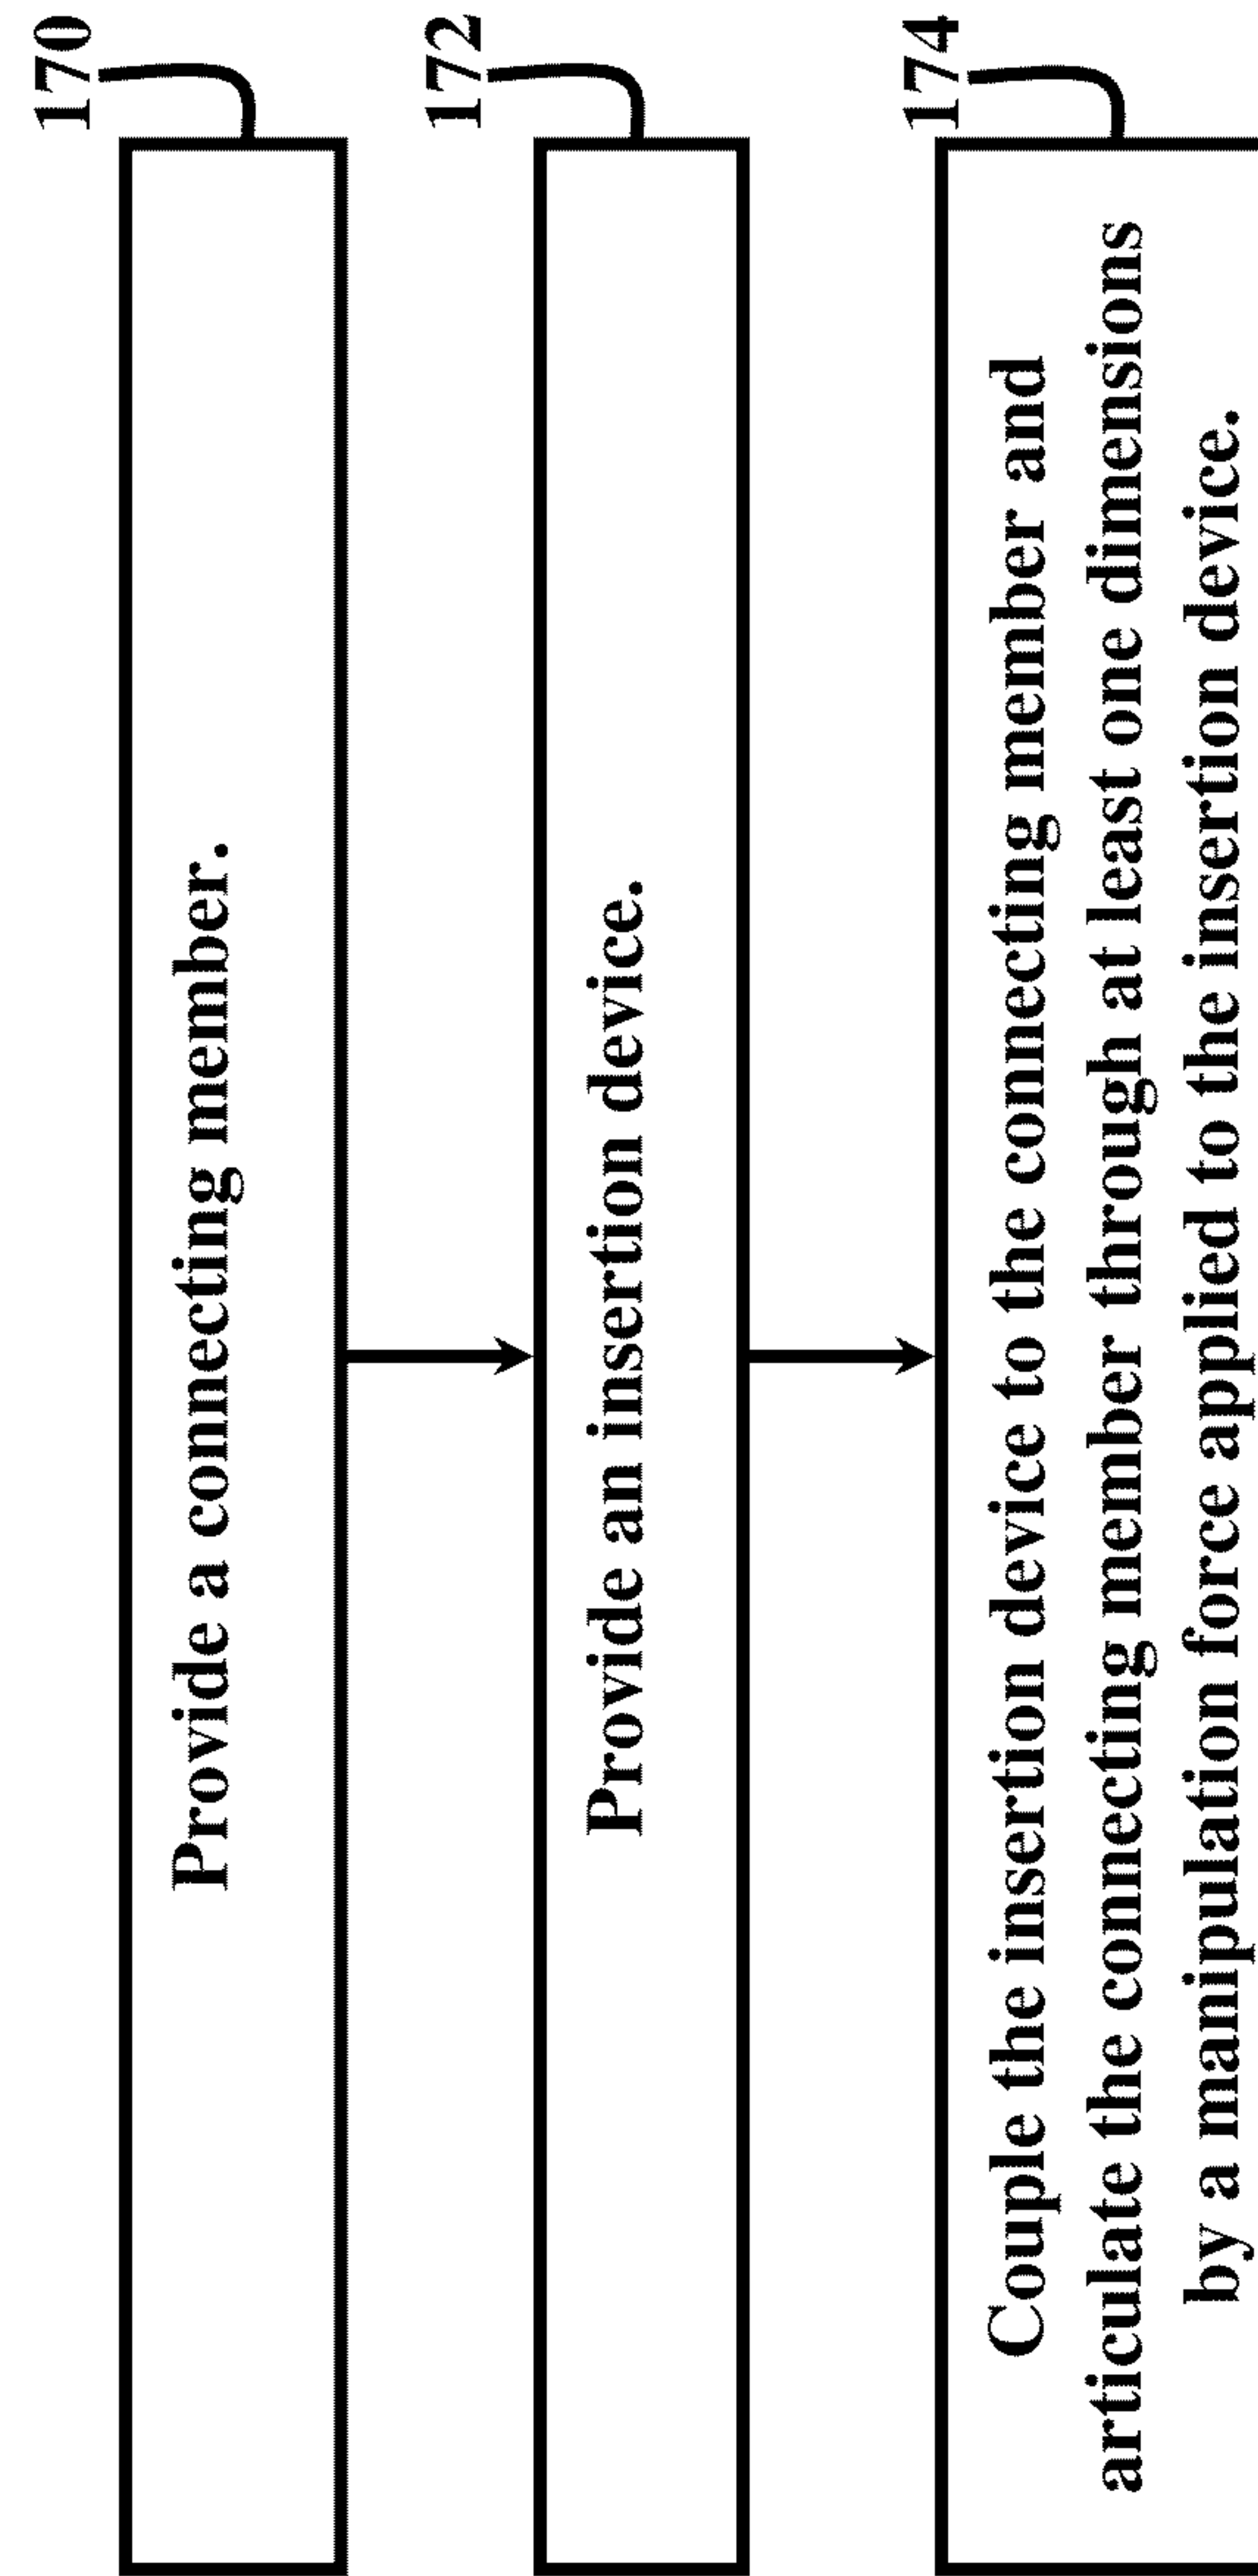 170
Provide a connecting member.
172
Provide an insertion device.
174
Couple the insertion device to the connecting member and
articulate the connecting member through at least one dimensions
by a manipulation force applied to the insertion device.